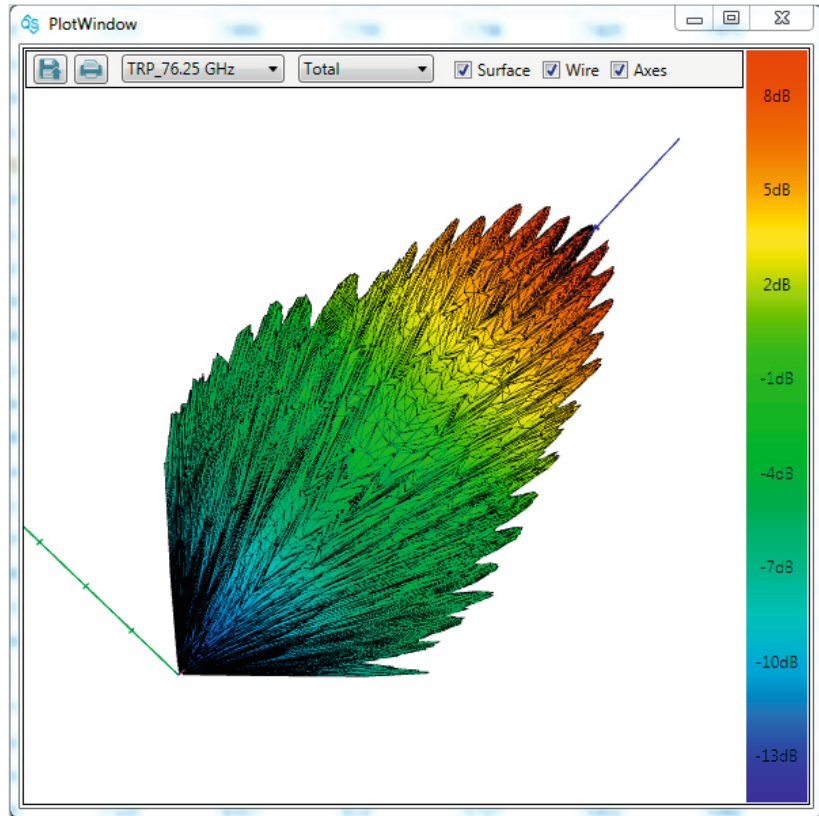 PlotWindow
TRP_76.25 GHz Total Surface Wire Axes
8dB
5dB
2dB
-1dB
-4dB
-7dB
-10dB
-13dB